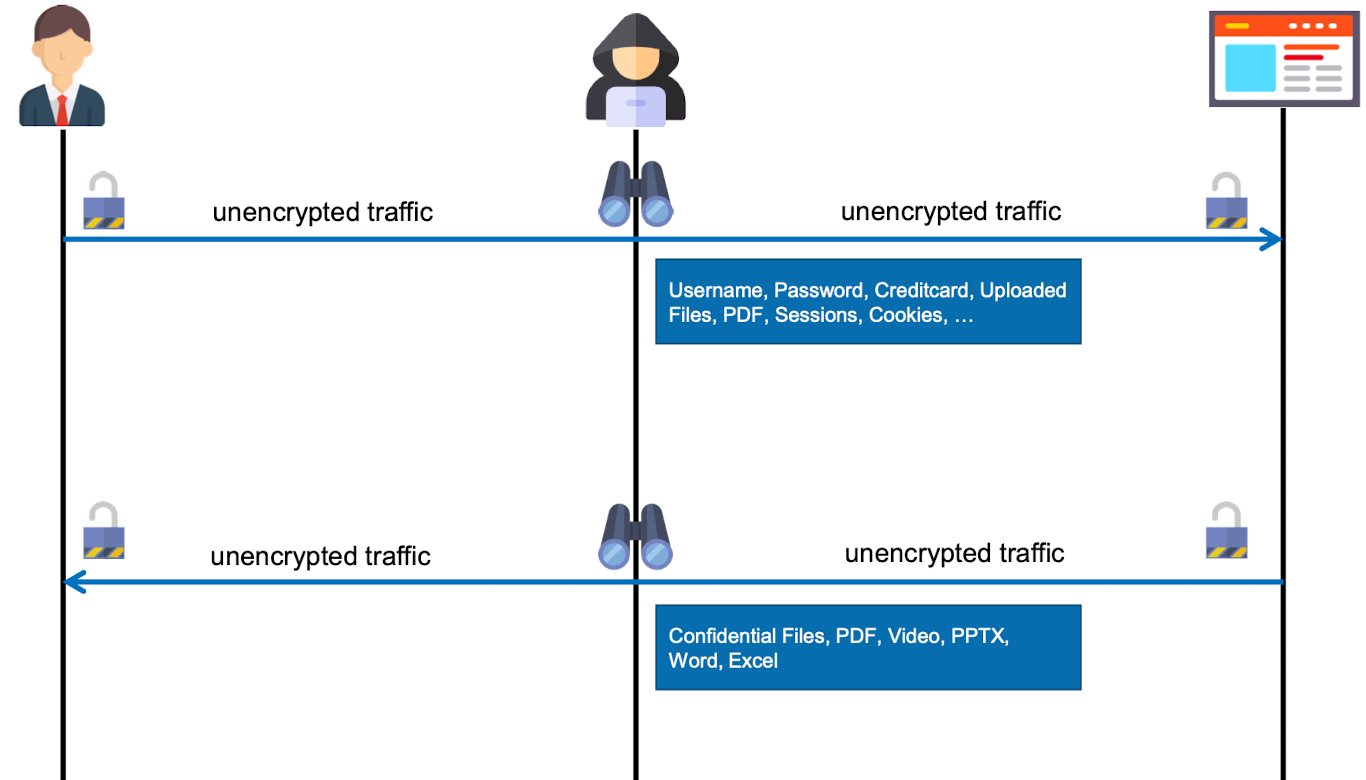 unencrypted traffic
unencrypted traffic
Username, Password, Creditcard, Uploaded
Files, PDF, Sessions, Cookies, …
unencrypted traffic
unencrypted traffic
Confidential Files, PDF, Video, PPTX,
Word, Excel